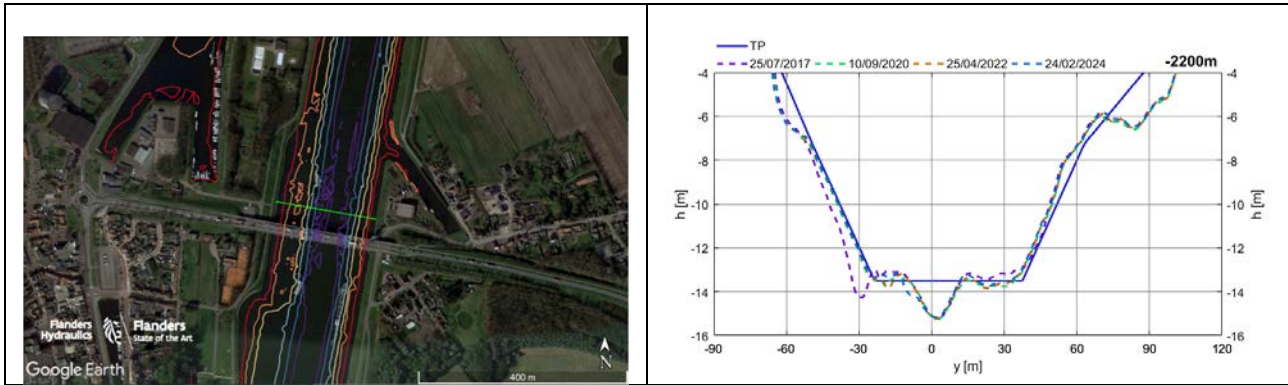 Flanders
Hydraulics
Flanders
State of the Art
Google Earth
400 m
N
TP
25/07/2017
10/09/2020
25/04/2022
24/02/2024
-2200m
-4
-6
-8
-10
-12
-14
-16
h [m]
-90
-60
-30
0
30
60
90
120
y [m]
-4
-6
-8
-10
-12
-14
-16
h [m]